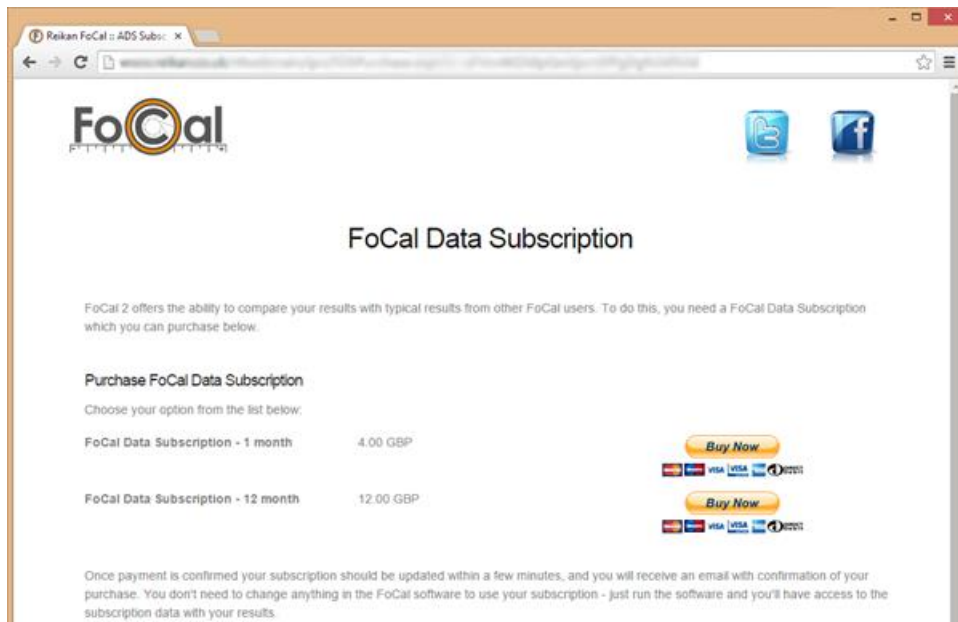 Reikan FoCal :: ADS Subsc
FoCal
FoCal Data Subscription
FoCal 2 offers the ability to compare your results with typical results from other FoCal users. To do this, you need a FoCal Data Subscription
which you can purchase below.
Purchase FoCal Data Subscription
Choose your option from the list below:
FoCal Data Subscription - 1 month 4.00 GBP Buy Now
VISA VISA
FoCal Data Subscription - 12 month 12.00 GBP Buy Now
VISA VISA
Once payment is confirmed your subscription should be updated within a few minutes, and you will receive an email with confirmation of your
purchase. You don't need to change anything in the FoCal software to use your subscription - just run the software and you'll have access to the
subscription data with your results.